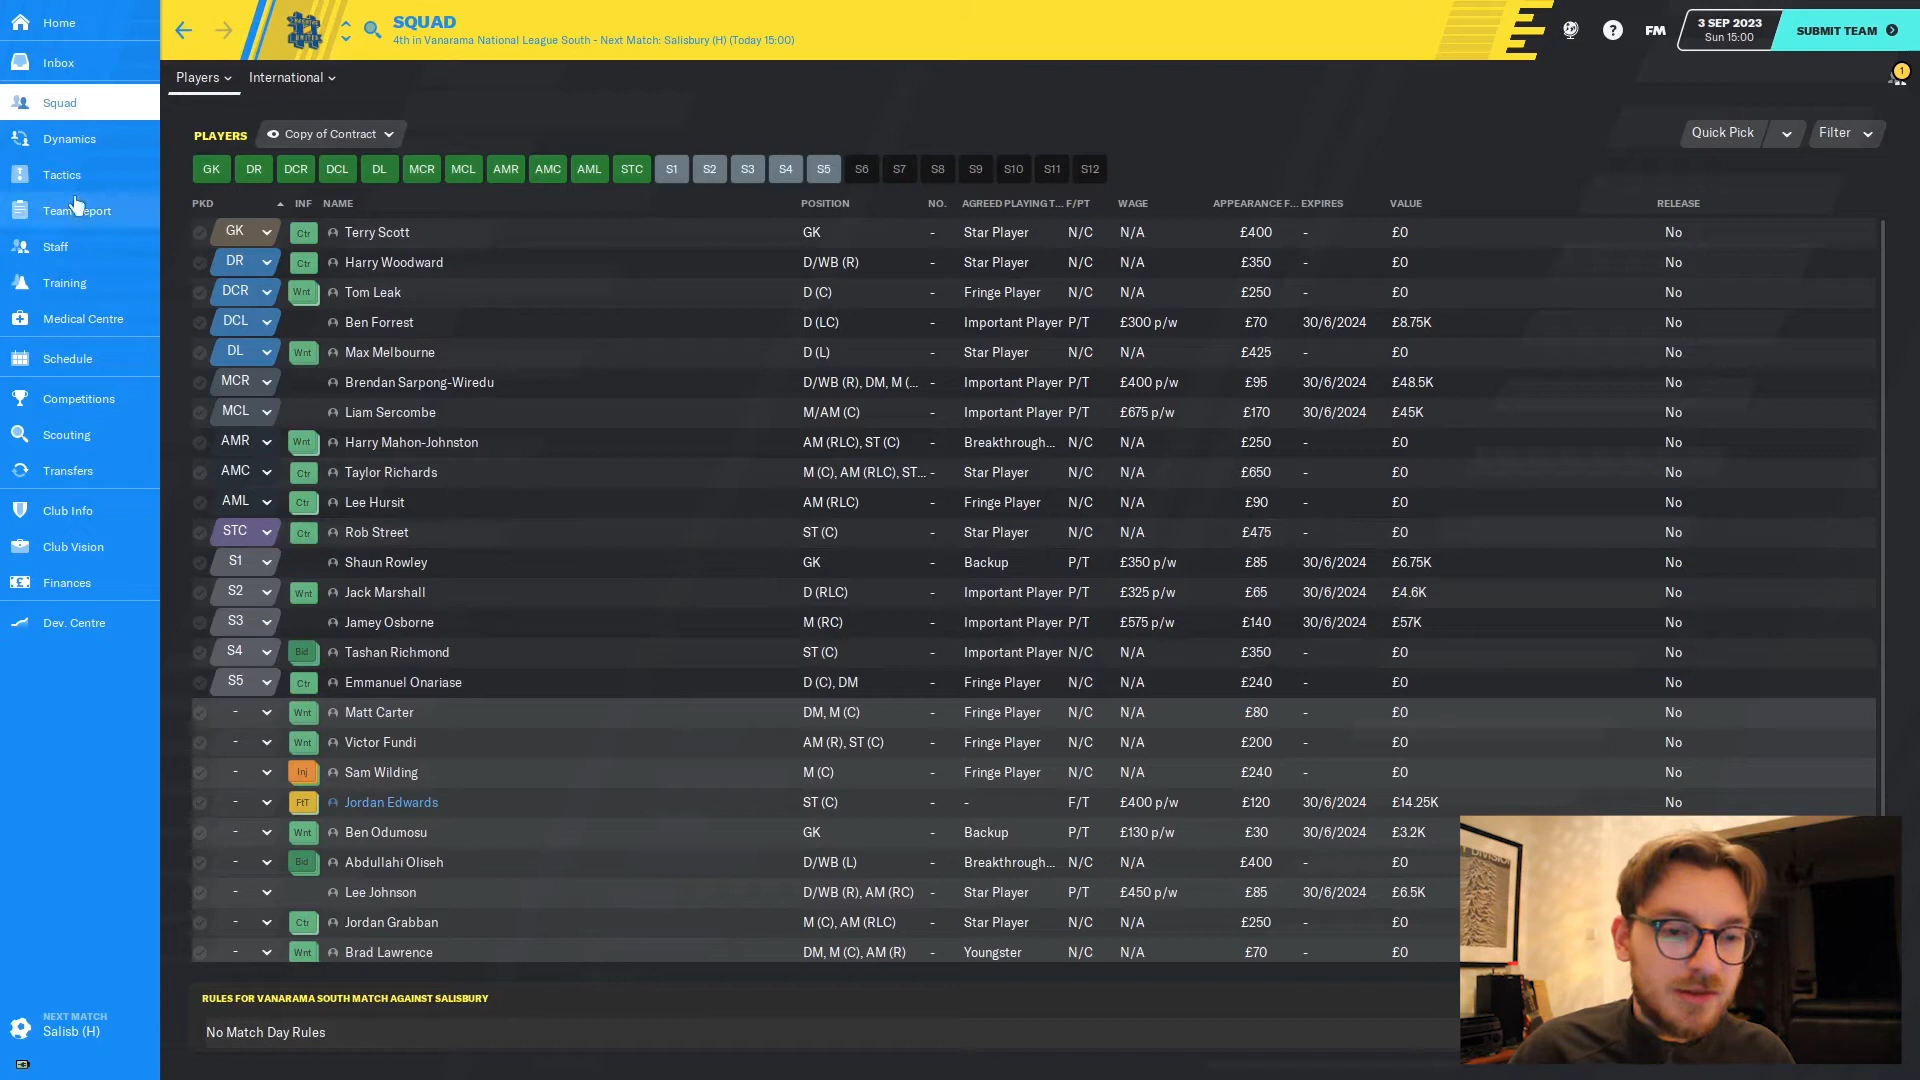 Home
Inbox
Squad
Dynamics
Tactics
Team Report
Staff
Training
Medical Centre
Schedule
Competitions
Scouting
Transfers
Club Info
Club Vision
Finances
Dev. Centre
NEXT MATCH
Salisb (H)
SQUAD
4th in Vanarama National League South - Next Match: Salisbury (H) (Today 15:00)
FM
3 SEP 2023
Sun 15:00
SUBMIT TEAM
1
Players International
PLAYERS Copy of Contract
Quick Pick Filter
GK DR DCR DCL DL MCR MCL AMR AMC AML STC S1 S2 S3 S4 S5 S6 S7 S8 S9 S10 S11 S12
PKD INF NAME POSITION NO. AGREED PLAYING T... F/PT WAGE APPEARANCE F... EXPIRES VALUE RELEASE
GK Ctr Terry Scott GK - Star Player N/C N/A £400 - £0 No
DR Ctr Harry Woodward D/WB (R) - Star Player N/C N/A £350 - £0 No
DCR Wnt Tom Leak D (C) - Fringe Player N/C N/A £250 - £0 No
DCL Ben Forrest D (LC) - Important Player P/T £300 p/w £70 30/6/2024 £8.75K No
DL Wnt Max Melbourne D (L) - Star Player N/C N/A £425 - £0 No
MCR Brendan Sarpong-Wiredu D/WB (R), DM, M (... - Important Player P/T £400 p/w £95 30/6/2024 £48.5K No
MCL Liam Sercombe M/AM (C) - Important Player P/T £675 p/w £170 30/6/2024 £45K No
AMR Wnt Harry Mahon-Johnston AM (RLC), ST (C) - Breakthrough... N/C N/A £250 - £0 No
AMC Ctr Taylor Richards M (C), AM (RLC), ST... - Star Player N/C N/A £650 - £0 No
AML Ctr Lee Hursit AM (RLC) - Fringe Player N/C N/A £90 - £0 No
STC Ctr Rob Street ST (C) - Star Player N/C N/A £475 - £0 No
S1 Shaun Rowley GK - Backup P/T £350 p/w £85 30/6/2024 £6.75K No
S2 Wnt Jack Marshall D (RLC) - Important Player P/T £325 p/w £65 30/6/2024 £4.6K No
S3 Jamey Osborne M (RC) - Important Player P/T £575 p/w £140 30/6/2024 £57K No
S4 Bid Tashan Richmond ST (C) - Important Player N/C N/A £350 - £0 No
S5 Ctr Emmanuel Onariase D (C), DM - Fringe Player N/C N/A £240 - £0 No
- Wnt Matt Carter DM, M (C) - Fringe Player N/C N/A £80 - £0 No
- Wnt Victor Fundi AM (R), ST (C) - Fringe Player N/C N/A £200 - £0 No
- Inj Sam Wilding M (C) - Fringe Player N/C N/A £240 - £0 No
- FtT Jordan Edwards ST (C) - - F/T £400 p/w £120 30/6/2024 £14.25K No
- Wnt Ben Odumosu GK - Backup P/T £130 p/w £30 30/6/2024 £3.2K
- Bid Abdullahi Oliseh D/WB (L) - Breakthrough... N/C N/A £400 - £0
- Lee Johnson D/WB (R), AM (RC) - Star Player P/T £450 p/w £85 30/6/2024 £6.5K
- Ctr Jordan Grabban M (C), AM (RLC) - Star Player N/C N/A £250 - £0
- Wnt Brad Lawrence DM, M (C), AM (R) - Youngster N/C N/A £70 - £0
RULES FOR VANARAMA SOUTH MATCH AGAINST SALISBURY
No Match Day Rules